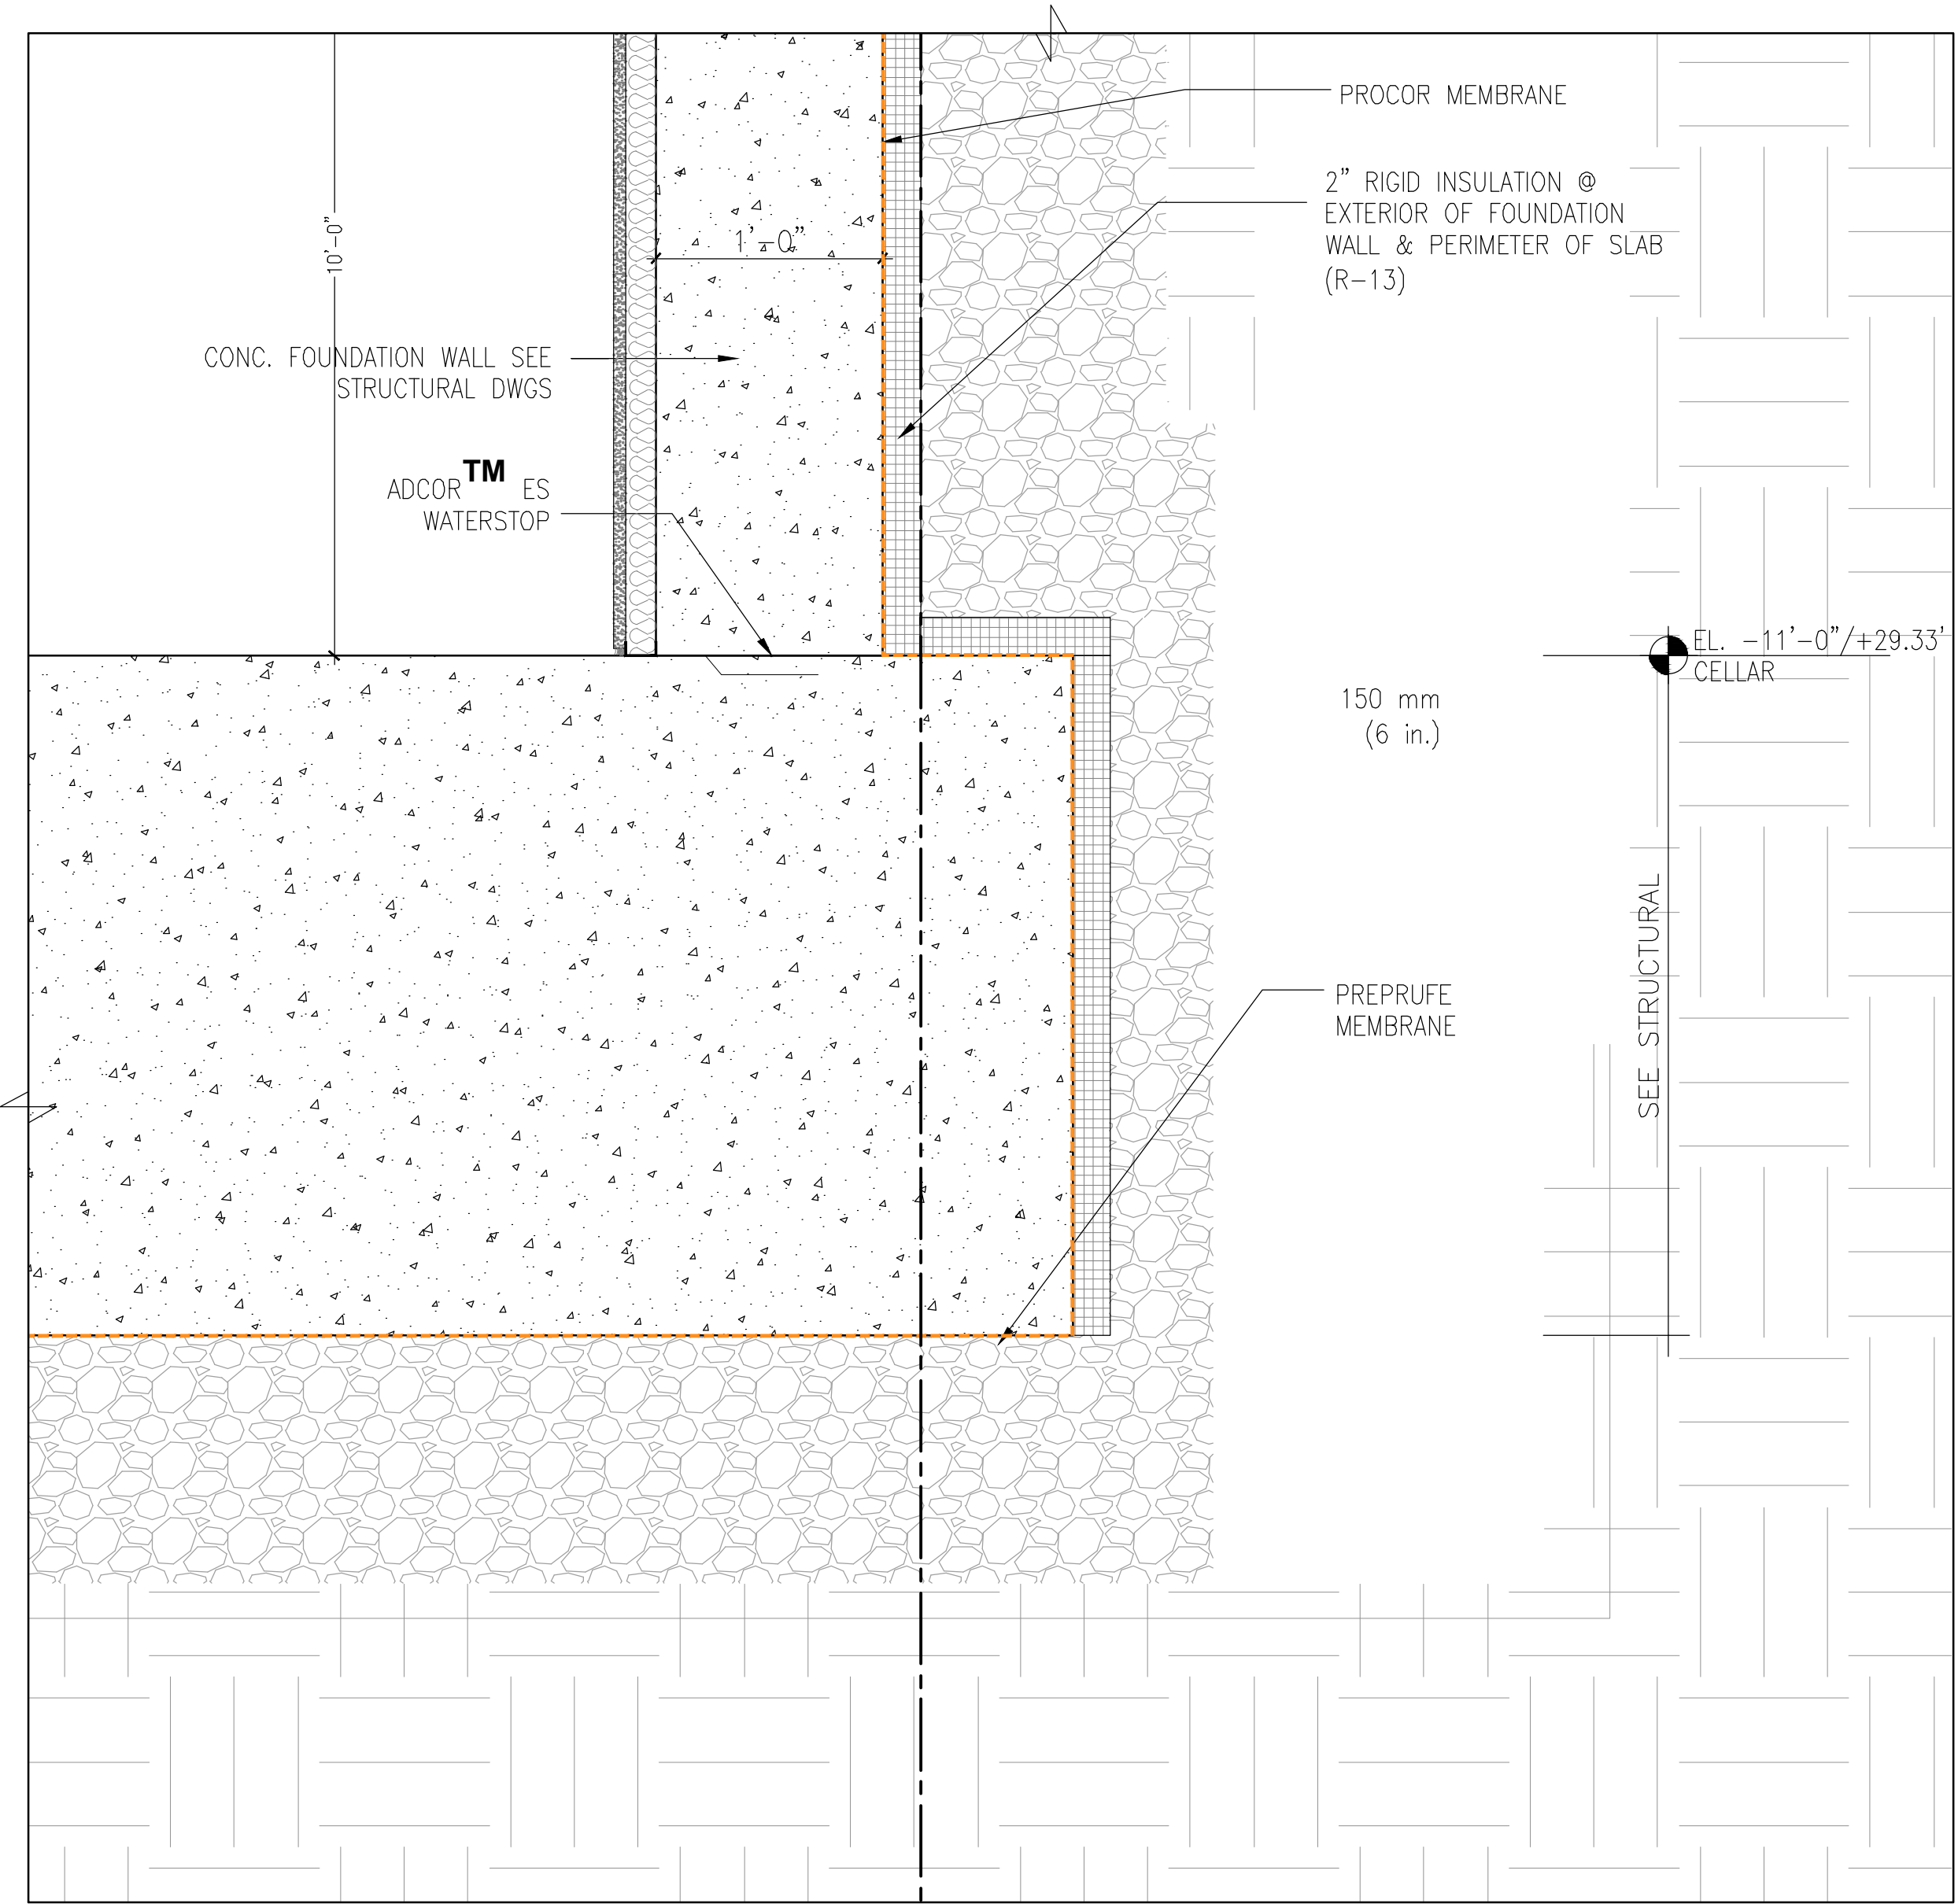 PROCOR MEMBRANE
2” RIGID INSULATION @
EXTERIOR OF FOUNDATION
WALL & PERIMETER OF SLAB
(R-13)
10'-0”
1'-0”
CONC. FOUNDATION WALL SEE
STRUCTURAL DWGS
ADCOR™ ES
WATERSTOP
EL. -11'-0”/+29.33'
CELLAR
150 mm
(6 in.)
SEE STRUCTURAL
PREPRUFE
MEMBRANE